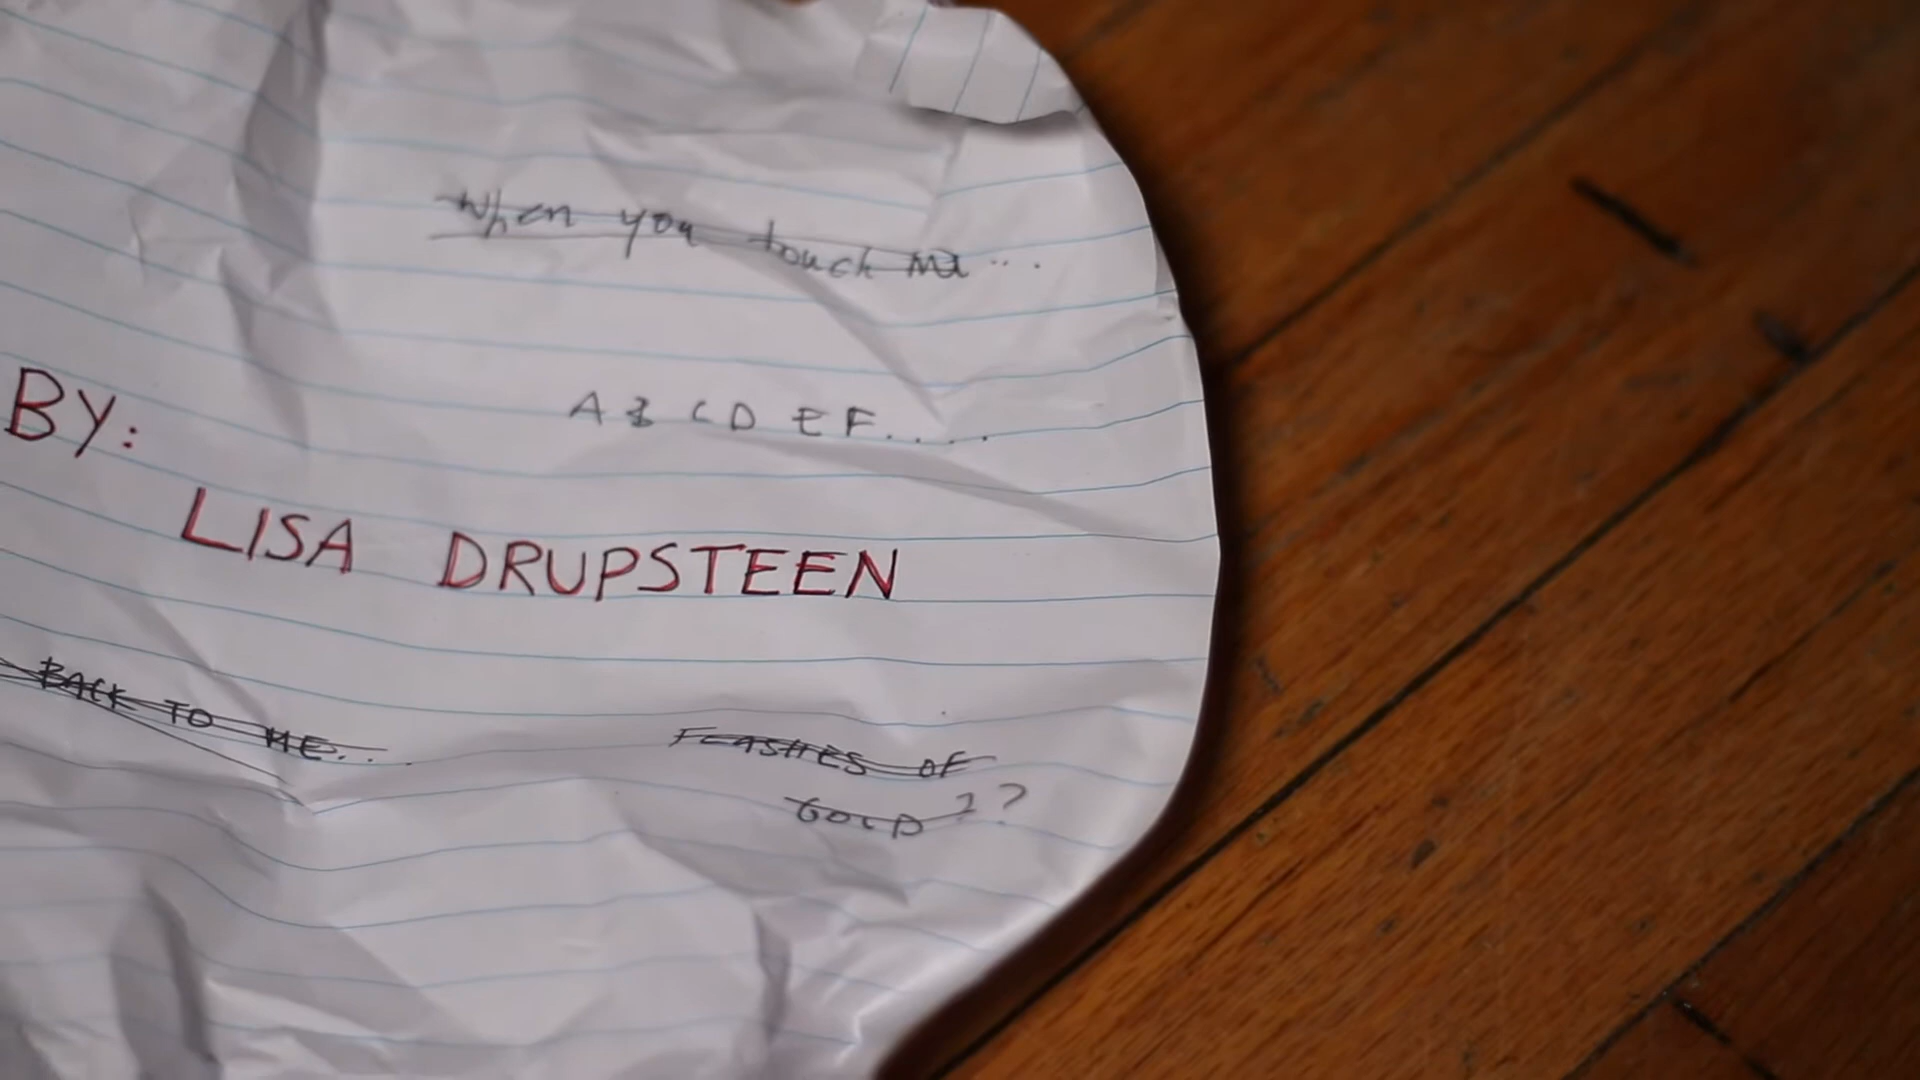 When you touch me...
A B C D E F.....
BY:
LISA DRUPSTEEN
BACK TO ME...
FLASHES OF
GOLD??